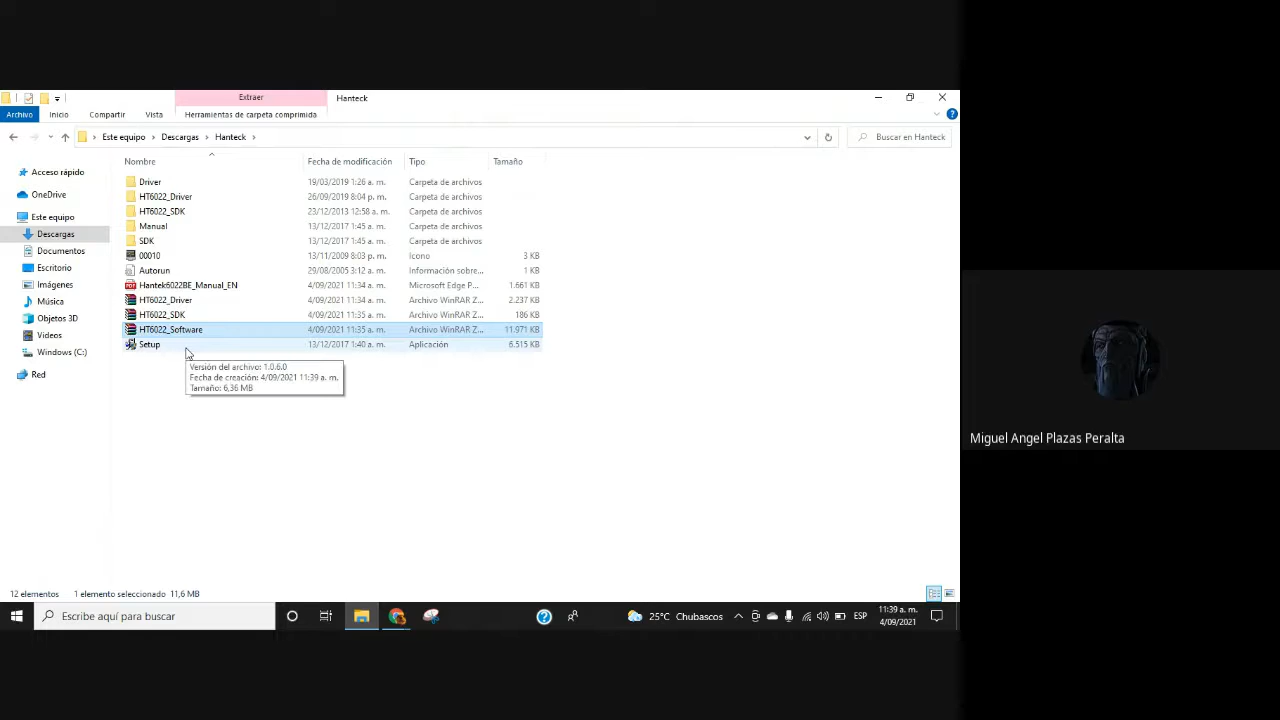 Extraer
Hanteck
Archivo
Inicio
Compartir
Vista
Herramientas de carpeta comprimida
Este equipo
Descargas
Hanteck
Buscar en Hanteck
Nombre
Fecha de modificación
Tipo
Tamaño
Acceso rápido
OneDrive
Este equipo
Descargas
Documentos
Escritorio
Imágenes
Música
Objetos 3D
Videos
Windows (C:)
Red
Driver 19/03/2019 1:26 a. m. Carpeta de archivos
HT6022_Driver 26/09/2019 8:04 p. m. Carpeta de archivos
HT6022_SDK 23/12/2013 12:58 a. m. Carpeta de archivos
Manual 13/12/2017 1:45 a. m. Carpeta de archivos
SDK 13/12/2017 1:45 a. m. Carpeta de archivos
00010 13/11/2009 8:03 p. m. Icono 3 KB
Autorun 29/08/2005 3:12 a. m. Información sobre... 1 KB
Hantek6022BE_Manual_EN 4/09/2021 11:34 a. m. Microsoft Edge P... 1.661 KB
HT6022_Driver 4/09/2021 11:34 a. m. Archivo WinRAR Z... 2.237 KB
HT6022_SDK 4/09/2021 11:35 a. m. Archivo WinRAR Z... 186 KB
HT6022_Software 4/09/2021 11:35 a. m. Archivo WinRAR Z... 11.971 KB
Setup 13/12/2017 1:40 a. m. Aplicación 6.515 KB
Versión del archivo: 1.0.6.0
Fecha de creación: 4/09/2021 11:39 a. m.
Tamaño: 6,36 MB
Miguel Angel Plazas Peralta
12 elementos
1 elemento seleccionado 11,6 MB
Escribe aquí para buscar
25°C Chubascos
ESP
11:39 a. m.
4/09/2021